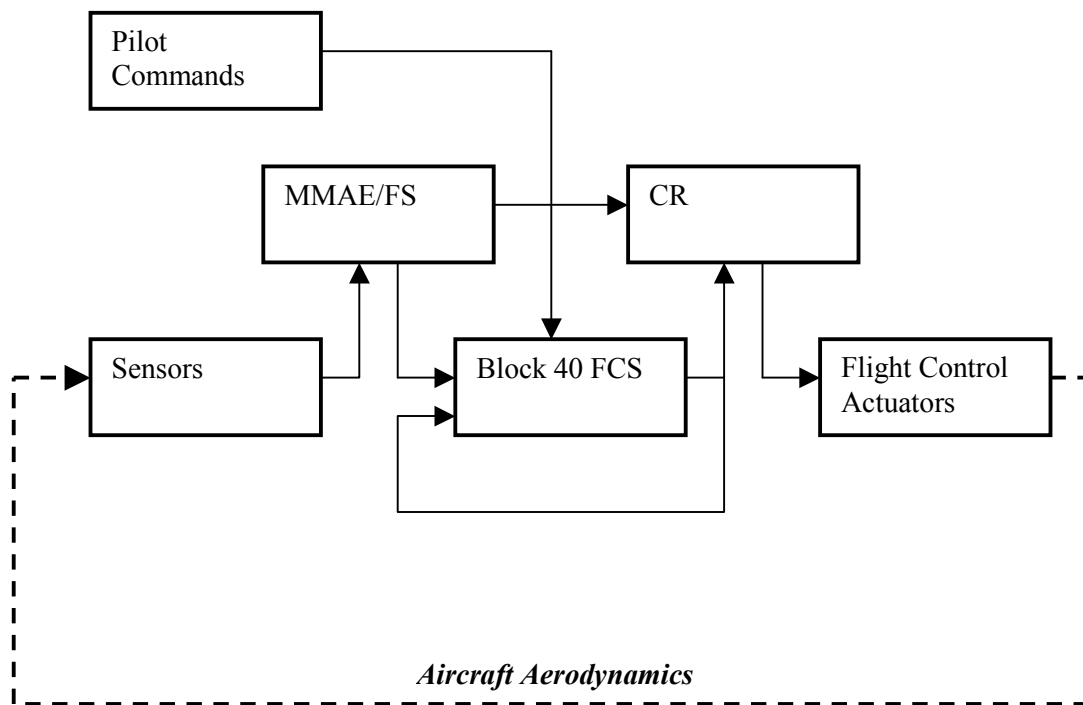 Pilot
Commands
MMAE/FS
CR
Sensors
Block 40 FCS
Flight Control
Actuators
Aircraft Aerodynamics